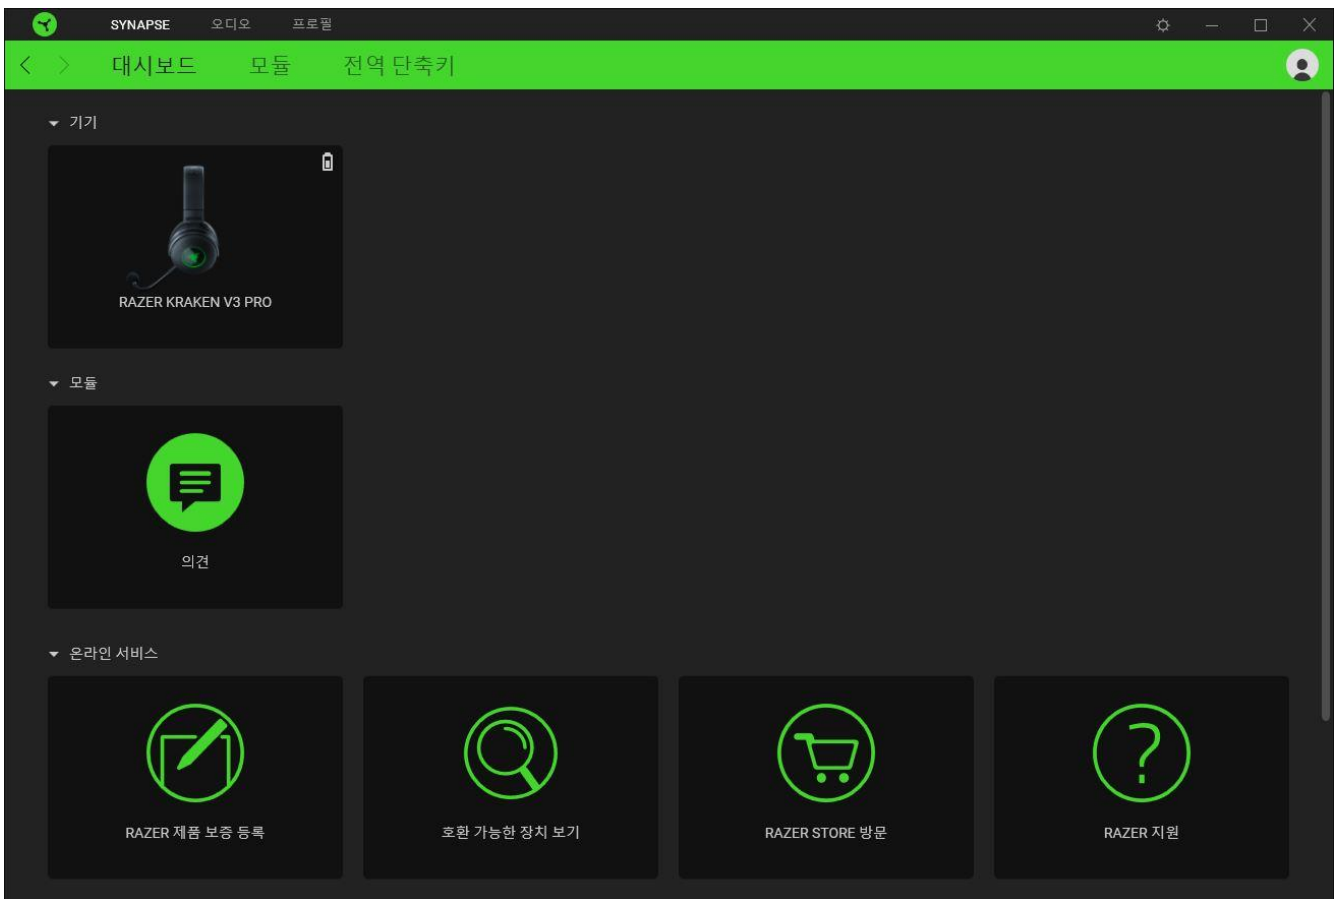 SYNAPSE 오디오 프로필
대시보드 모듈 전역 단축키
기기
RAZER KRAKEN V3 PRO
모듈
의견
온라인 서비스
RAZER 제품 보증 등록 호환 가능한 장치 보기 RAZER STORE 방문 RAZER 지원